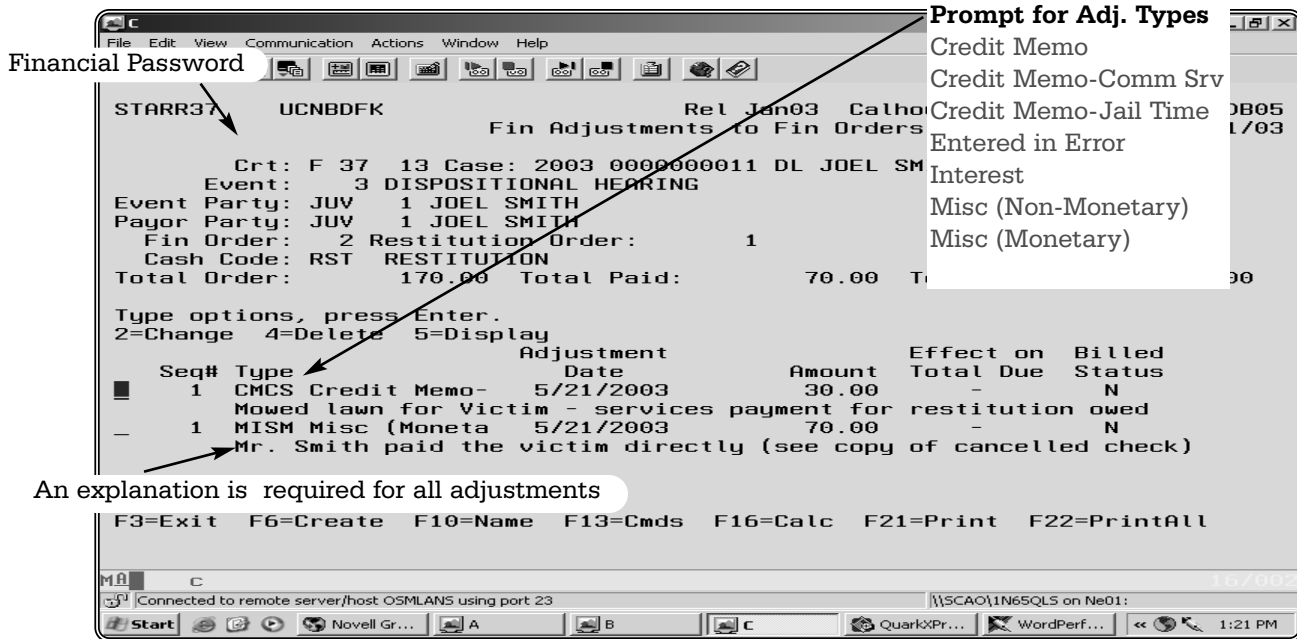 C
Prompt for Adj. Types
File Edit View Communication Actions Window Help
Credit Memo
Financial Password
Credit Memo-Comm Srv
Credit Memo-Jail Time
Entered in Error
Interest
Misc (Non-Monetary)
Misc (Monetary)
STARR37 UCNBDFK Rel Jan03 Calho DB05
Fin Adjustments to Fin Orders 1/03
Crt: F 37 13 Case: 2003 0000000011 DL JOEL SM
Event: 3 DISPOSITIONAL HEARING
Event Party: JUV 1 JOEL SMITH
Payor Party: JUV 1 JOEL SMITH
Fin Order: 2 Restitution Order: 1
Cash Code: RST RESTITUTION
Total Order: 170.00 Total Paid: 70.00 T 00
Type options, press Enter.
2=Change 4=Delete 5=Display
Adjustment Effect on Billed
Seq# Type Date Amount Total Due Status
1 CMCS Credit Memo- 5/21/2003 30.00 - N
Mowed lawn for Victim - services payment for restitution owed
_ 1 MISM Misc (Moneta 5/21/2003 70.00 - N
Mr. Smith paid the victim directly (see copy of cancelled check)
An explanation is required for all adjustments
F3=Exit F6=Create F10=Name F13=Cmds F16=Calc F21=Print F22=PrintAll
MA C 16/002
Connected to remote server/host OSMLANS using port 23 \\SCAO\1N65QLS on Ne01:
Start Novell Gr... A B C QuarkXPr... WordPerf... « 1:21 PM